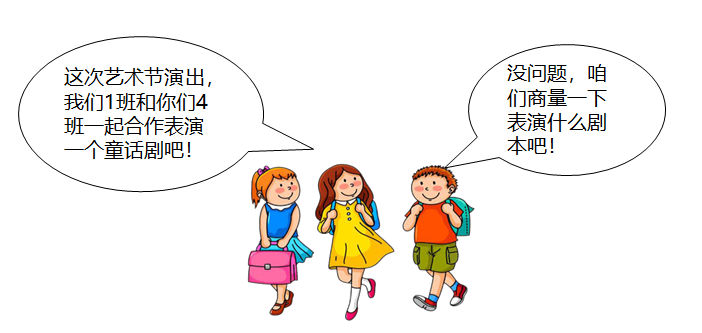 这次艺术节演出，
我们1班和你们4
班一起合作表演
一个童话剧吧！
没问题，咱
们商量一下
表演什么剧
本吧！